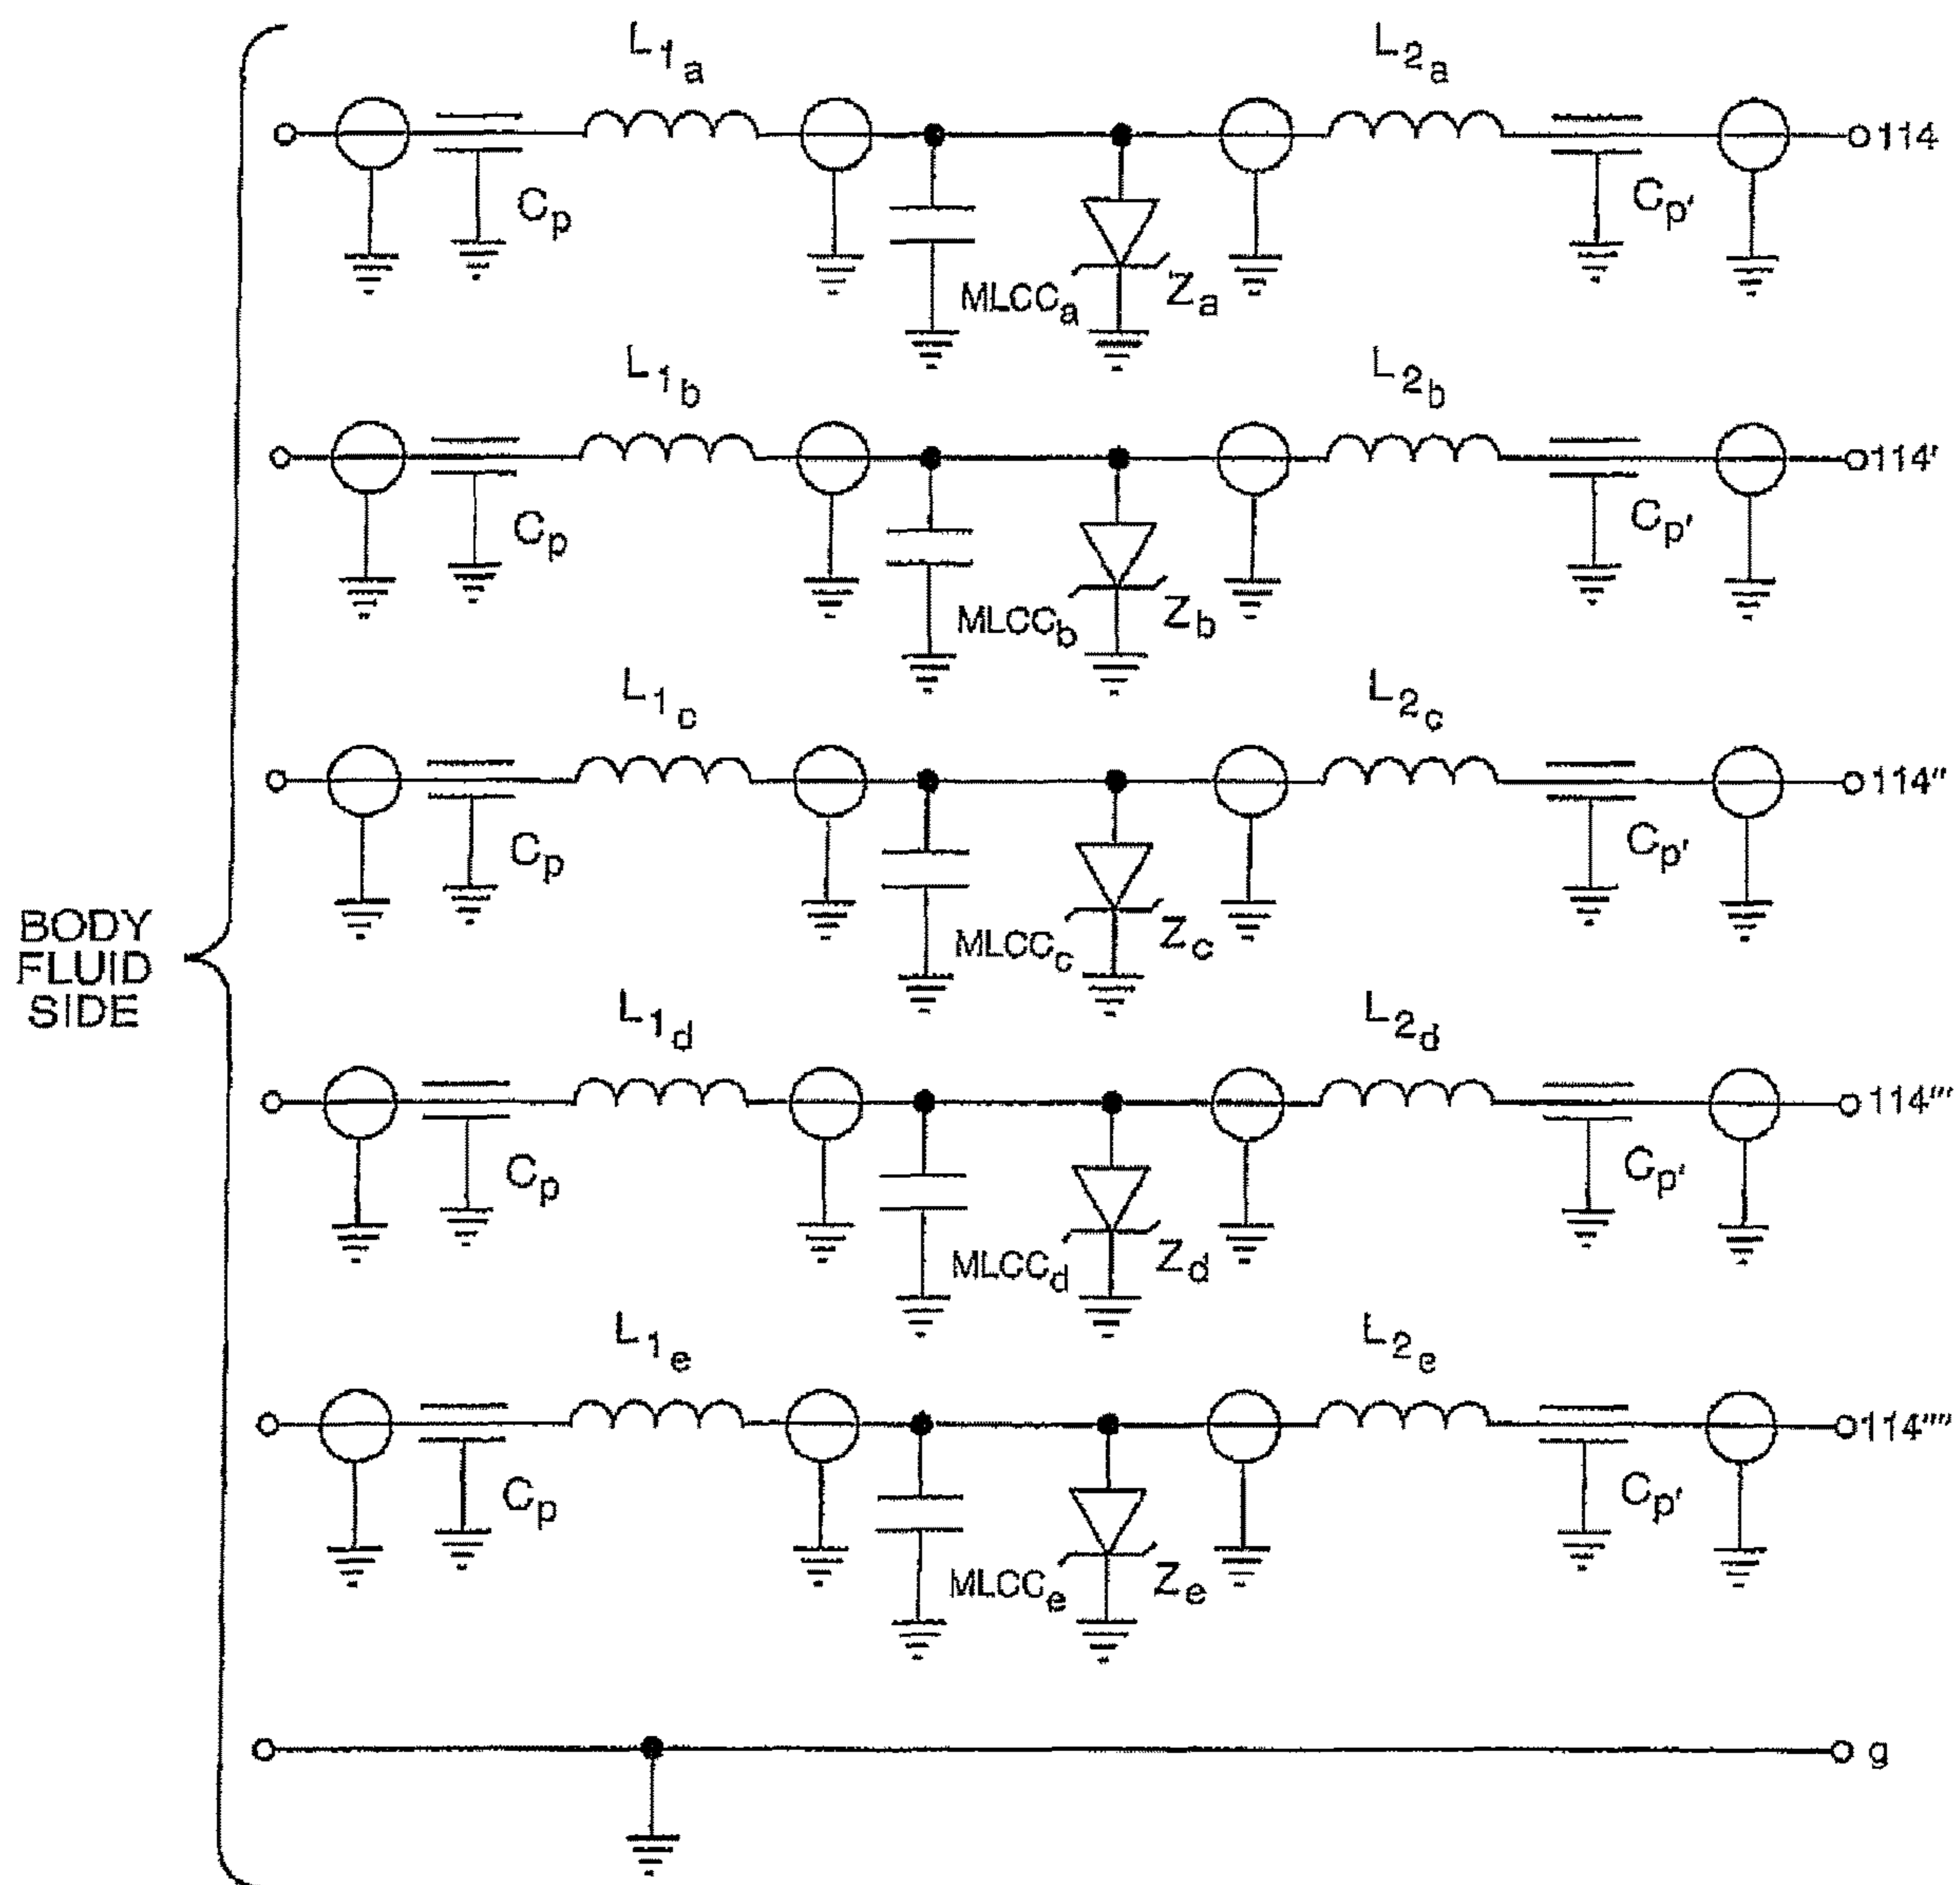 L1a L2a
114
Cp Cp'
MLCCa Za
L1b L2b
114'
Cp Cp'
MLCCb Zb
L1c L2c
114"
Cp Cp'
MLCCc Zc
BODY
FLUID
SIDE
L1d L2d
114'''
Cp Cp'
MLCCd Zd
L1e L2e
114""
Cp Cp'
MLCCe Ze
g